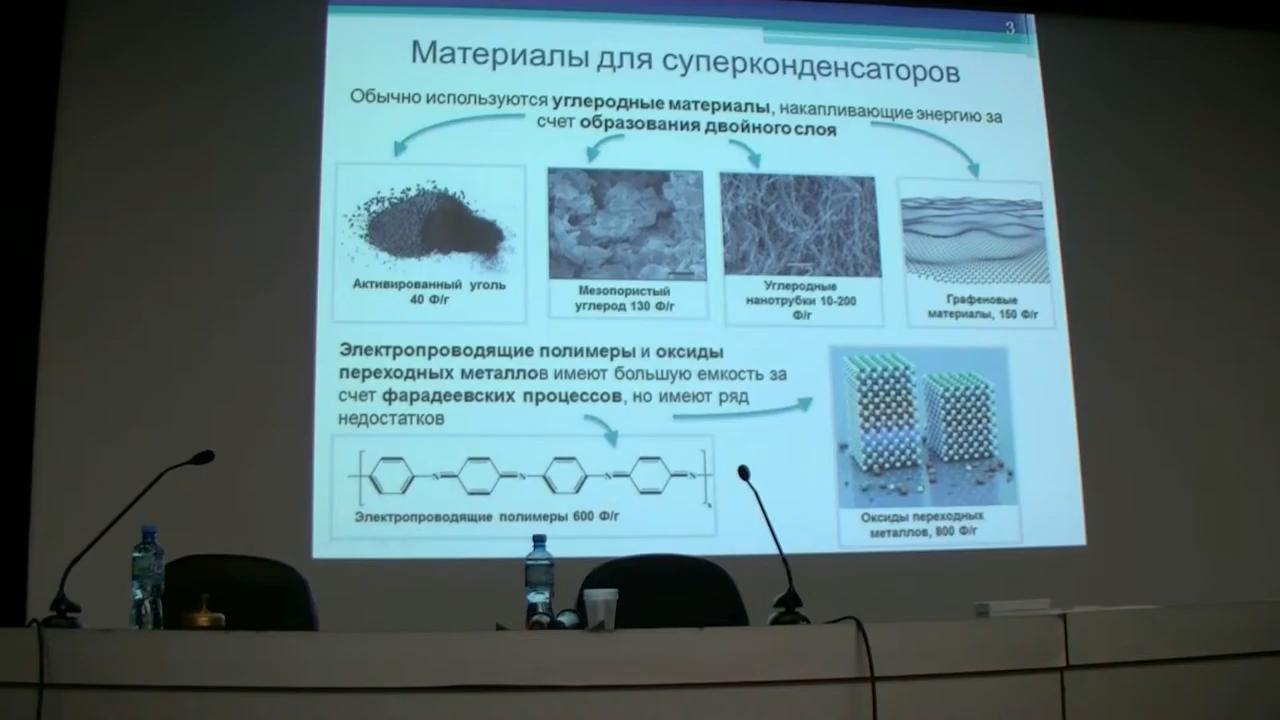 3
Материалы для суперконденсаторов
Обычно используются углеродные материалы, накапливающие энергию за
счет образования двойного слоя
Активированный уголь
40 Ф/г
Мезопористый
углерод 130 Ф/г
Углеродные
нанотрубки 10-200
Ф/г
Графеновые
материалы, 150 Ф/г
Электропроводящие полимеры и оксиды
переходных металлов имеют большую емкость за
счет фарадеевских процессов, но имеют ряд
недостатков
N N N N
Электропроводящие полимеры 600 Ф/г
Оксиды переходных
металлов, 800 Ф/г